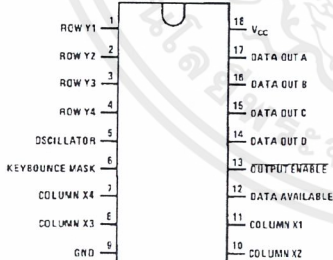 ROW Y1 1
ROW Y2 2
ROW Y3 3
ROW Y4 4
OSCILLATOR 5
KEYBOUNCE MASK 6
COLUMN X4 7
COLUMN X3 8
GND 9
18 VCC
17 DATA OUT A
16 DATA OUT B
15 DATA OUT C
14 DATA OUT D
13 OUTPUT ENABLE
12 DATA AVAILABLE
11 COLUMN X1
10 COLUMN X2